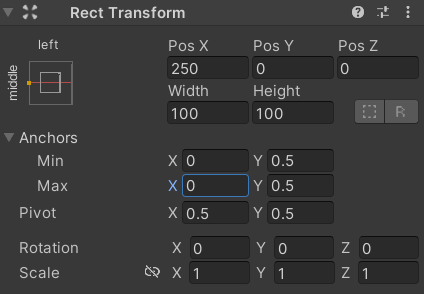 Rect Transform
left
middle
Pos X Pos Y Pos Z
250 0 0
Width Height
100 100 R
Anchors
Min X 0 Y 0.5
Max X 0 Y 0.5
Pivot X 0.5 Y 0.5
Rotation X 0 Y 0 Z 0
Scale X 1 Y 1 Z 1